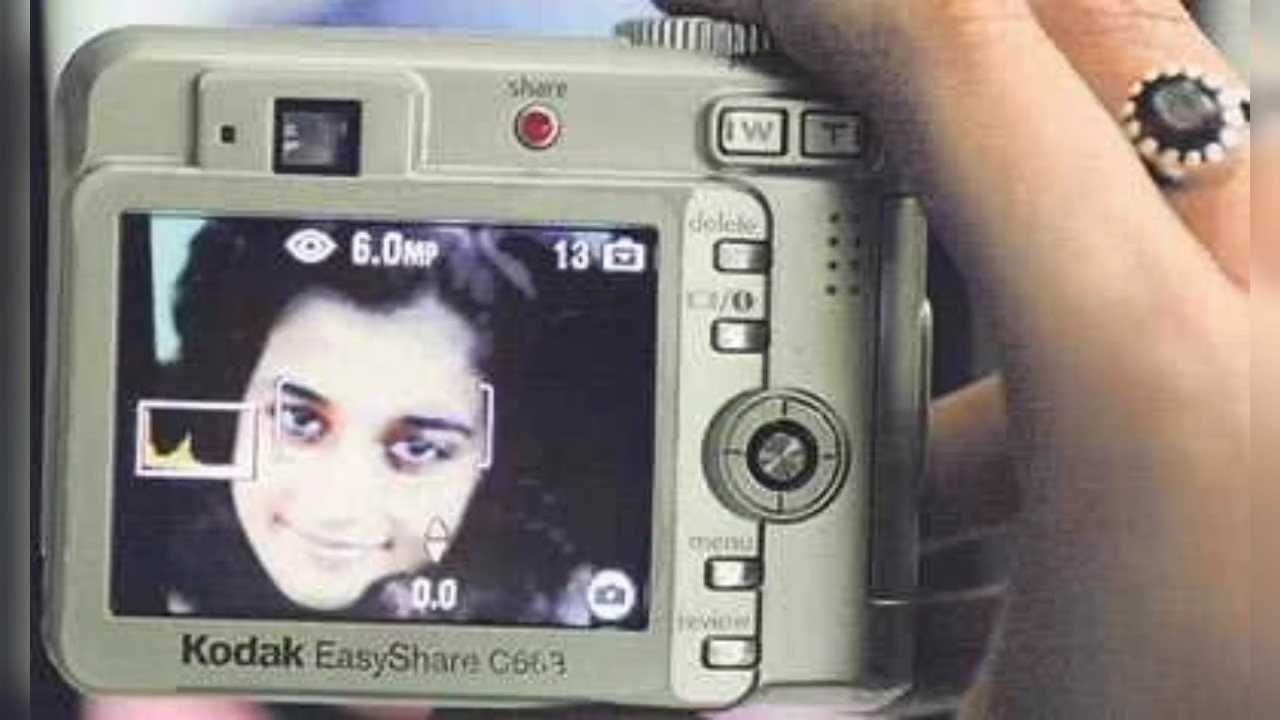 share
W T
delete
6.0MP 13
menu
0.0
review
Kodak EasyShare C663